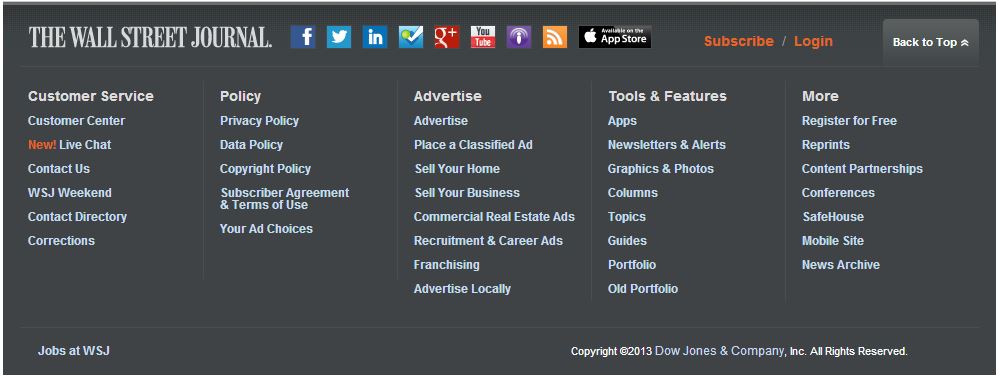 THE WALL STREET JOURNAL.
f
in
g+
You
Tube
Available on the
App Store
Subscribe / Login
Back to Top
Customer Service
Customer Center
New! Live Chat
Contact Us
WSJ Weekend
Contact Directory
Corrections
Policy
Privacy Policy
Data Policy
Copyright Policy
Subscriber Agreement
& Terms of Use
Your Ad Choices
Advertise
Advertise
Place a Classified Ad
Sell Your Home
Sell Your Business
Commercial Real Estate Ads
Recruitment & Career Ads
Franchising
Advertise Locally
Tools & Features
Apps
Newsletters & Alerts
Graphics & Photos
Columns
Topics
Guides
Portfolio
Old Portfolio
More
Register for Free
Reprints
Content Partnerships
Conferences
SafeHouse
Mobile Site
News Archive
Jobs at WSJ
Copyright ©2013 Dow Jones & Company, Inc. All Rights Reserved.